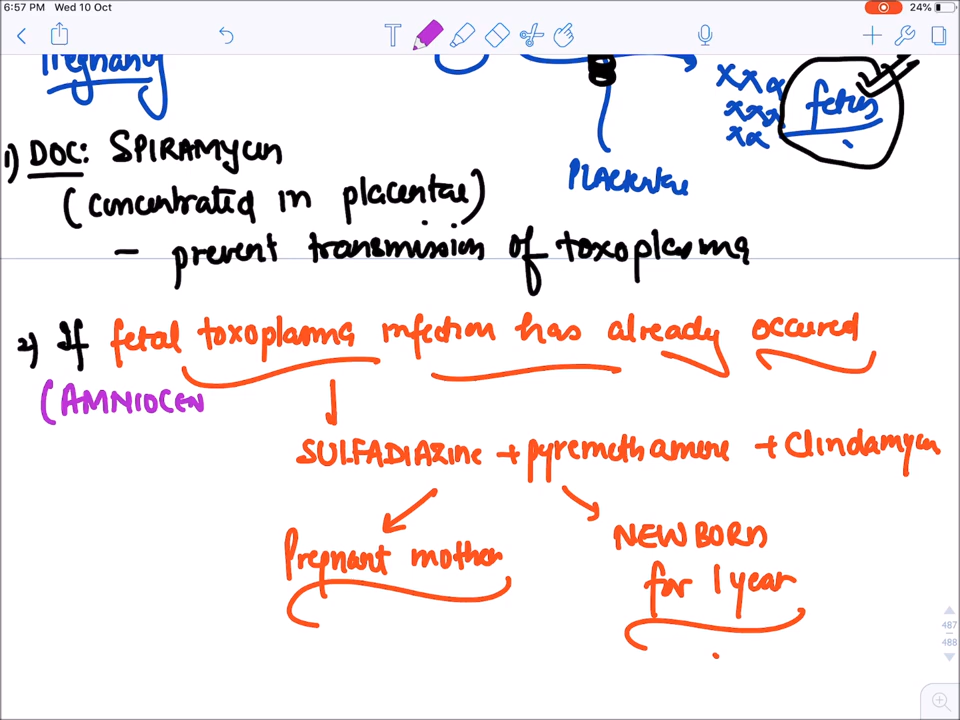 6:57 PM Wed 10 Oct 24%
T
Pregnancy
xxx
xxx
xx
fetus
PLACENTAE
1) DOC: SPIRAMYCIN
(concentrated in placentae)
– prevent transmission of toxoplasma
2) If fetal toxoplasma infection has already occured
(AMNIOCEN
SULFADIAZINE + pyremethamine + Clindamycin
Pregnant mother
NEWBORN
for 1 year
487
488